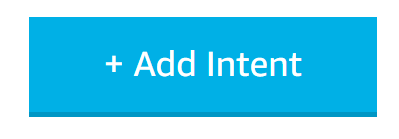 + Add Intent